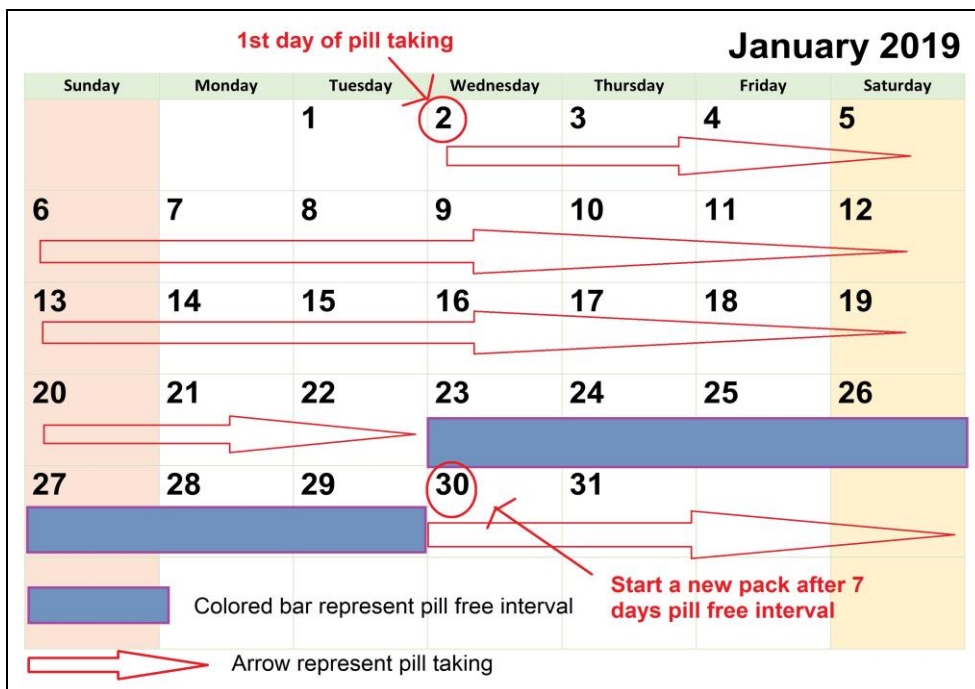 1st day of pill taking
January 2019
Sunday Monday Tuesday Wednesday Thursday Friday Saturday
1 2 3 4 5
6 7 8 9 10 11 12
13 14 15 16 17 18 19
20 21 22 23 24 25 26
27 28 29 30 31
Start a new pack after 7
days pill free interval
Colored bar represent pill free interval
Arrow represent pill taking